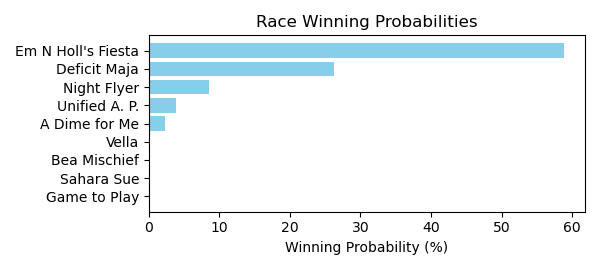 Race Winning Probabilities
Em N Holl's Fiesta
Deficit Maja
Night Flyer
Unified A. P.
A Dime for Me
Vella
Bea Mischief
Sahara Sue
Game to Play
0 10 20 30 40 50 60
Winning Probability (%)